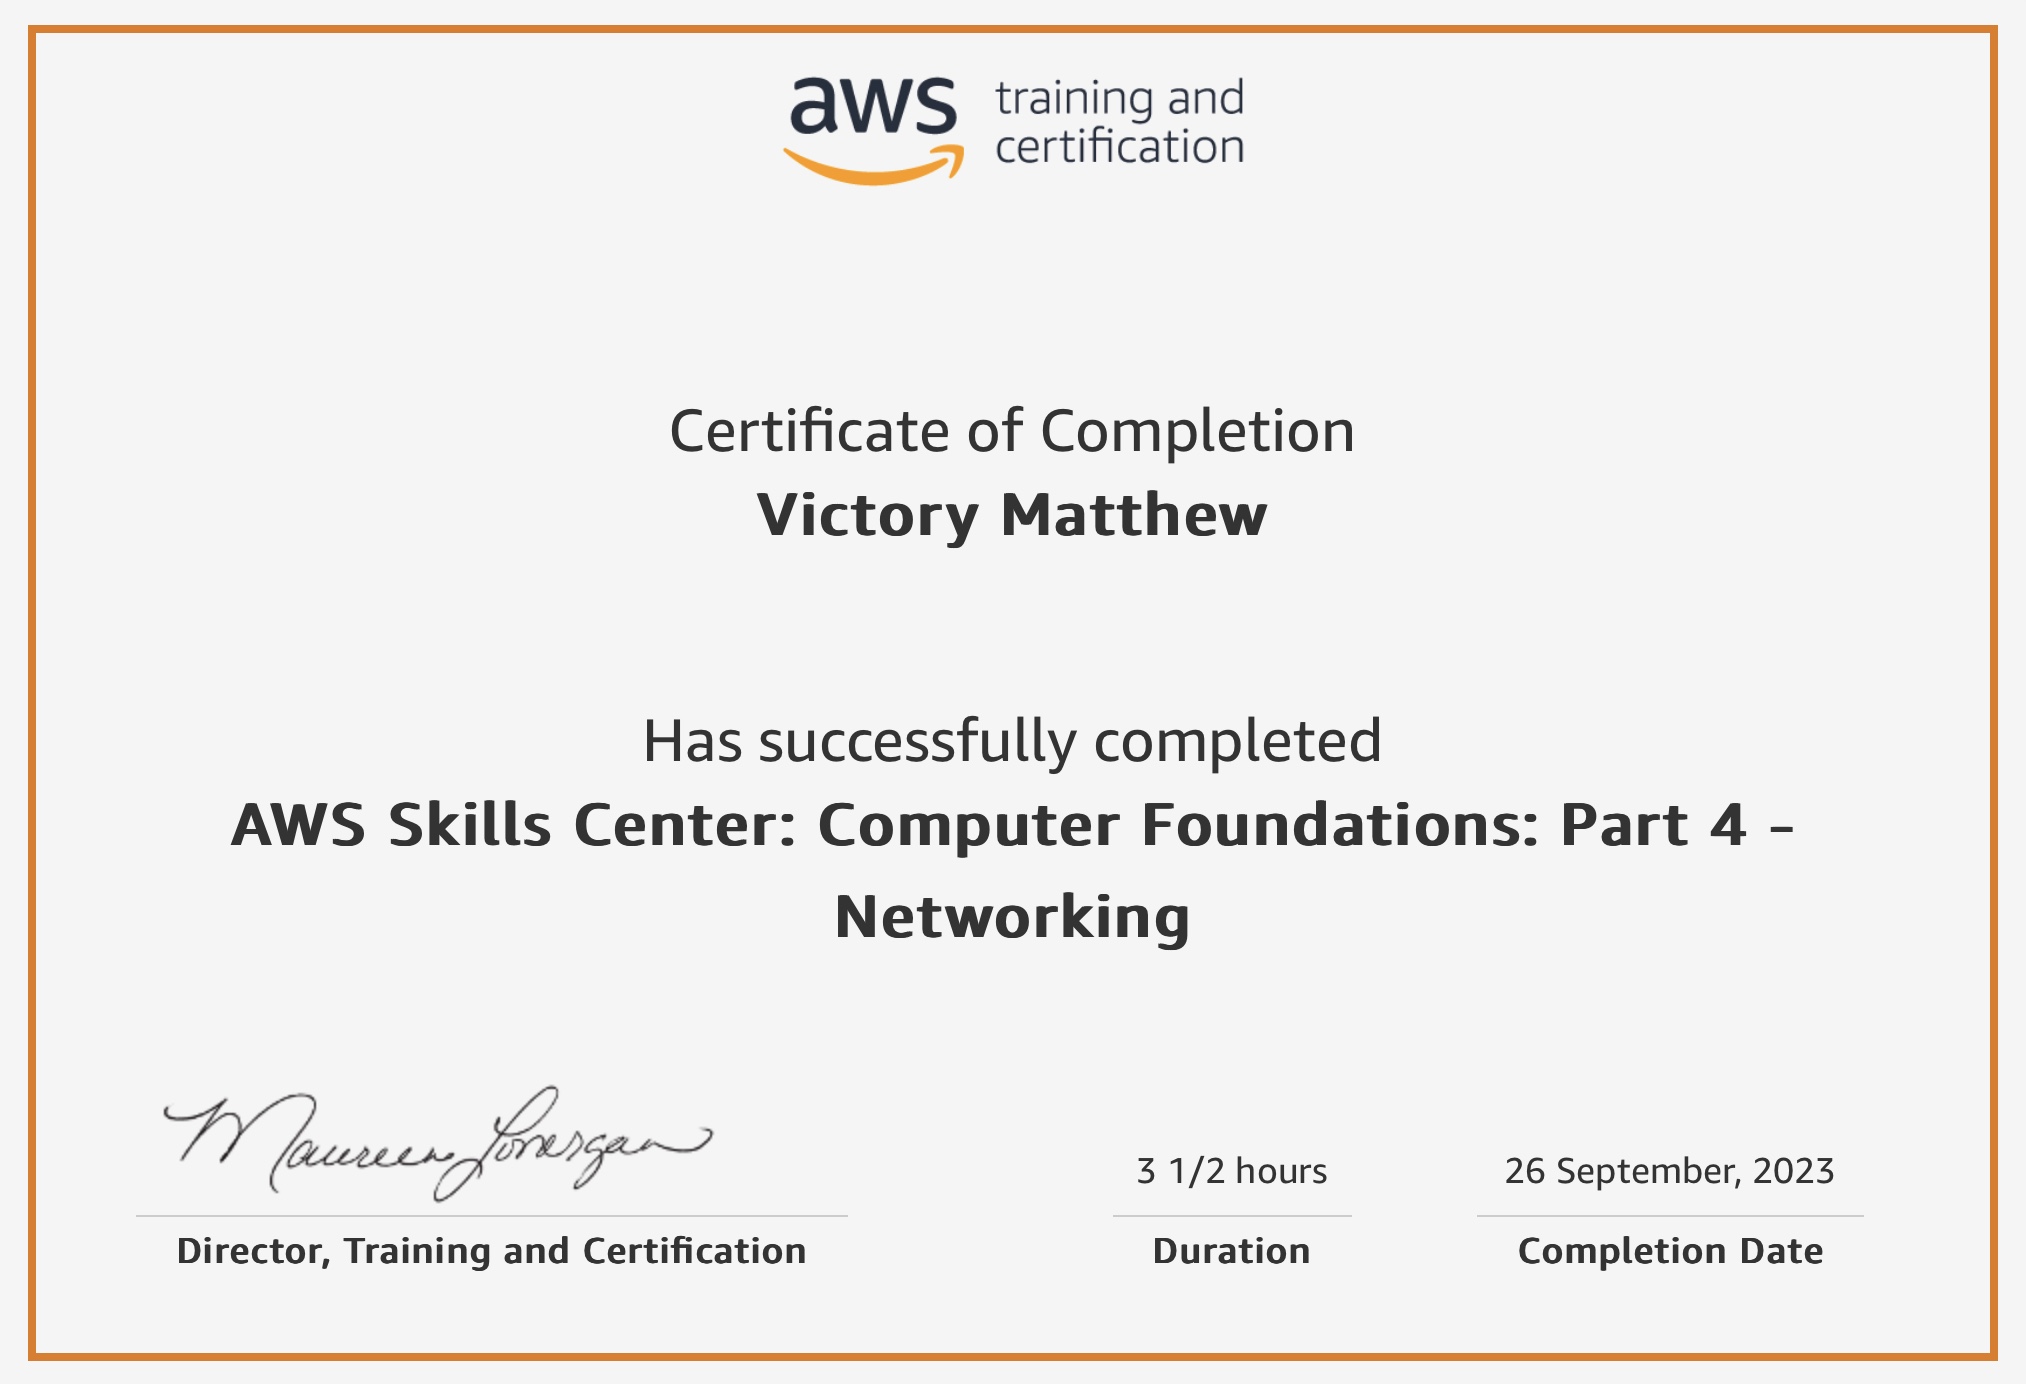 aws training and
certification
Certificate of Completion
Victory Matthew
Has successfully completed
AWS Skills Center: Computer Foundations: Part 4 -
Networking
Maureen Lonergan
3 1/2 hours
26 September, 2023
Director, Training and Certification
Duration
Completion Date